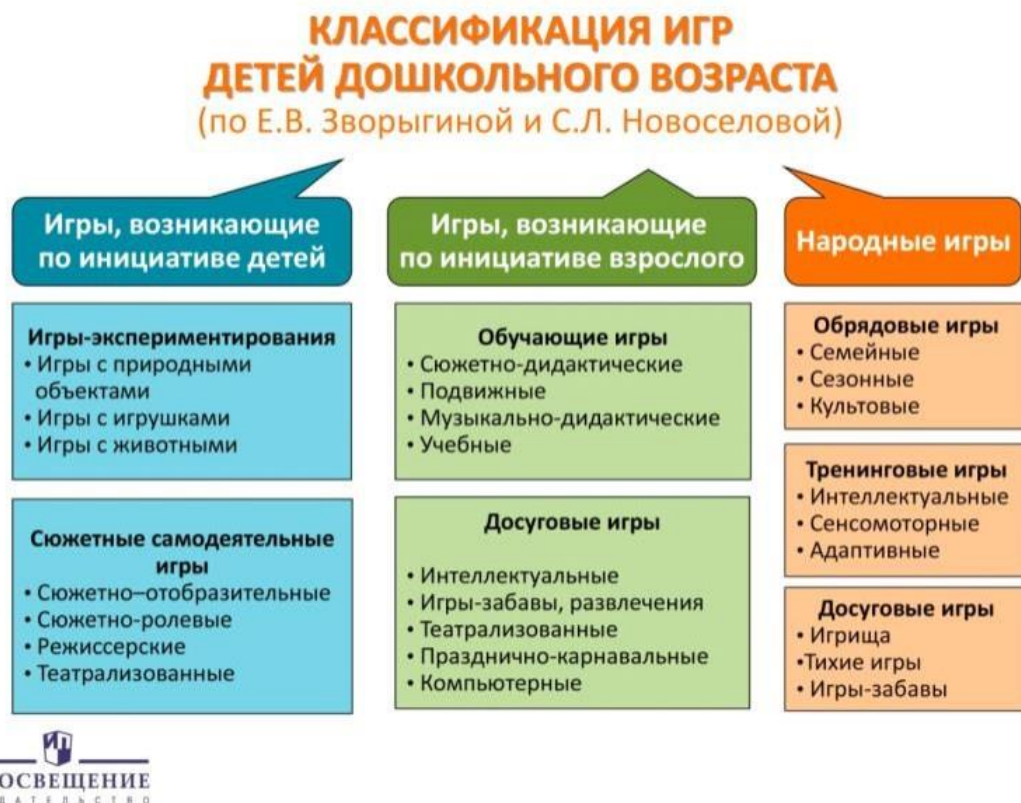 КЛАССИФИКАЦИЯ ИГР
ДЕТЕЙ ДОШКОЛЬНОГО ВОЗРАСТА
(по Е.В. Зворыгиной и С.Л. Новоселовой)
Игры, возникающие
по инициативе детей
Игры-экспериментирования
• Игры с природными
объектами
• Игры с игрушками
• Игры с животными
Сюжетные самодеятельные
игры
• Сюжетно–отобразительные
• Сюжетно-ролевые
• Режиссерские
• Театрализованные
Игры, возникающие
по инициативе взрослого
Обучающие игры
• Сюжетно-дидактические
• Подвижные
• Музыкально-дидактические
• Учебные
Досуговые игры
• Интеллектуальные
• Игры-забавы, развлечения
• Театрализованные
• Празднично-карнавальные
• Компьютерные
Народные игры
Обрядовые игры
• Семейные
• Сезонные
• Культовые
Тренинговые игры
• Интеллектуальные
• Сенсомоторные
• Адаптивные
Досуговые игры
• Игрища
•Тихие игры
• Игры-забавы
ИП
ОСВЕЩЕНИЕ
ДАТЕЛЬСТВО